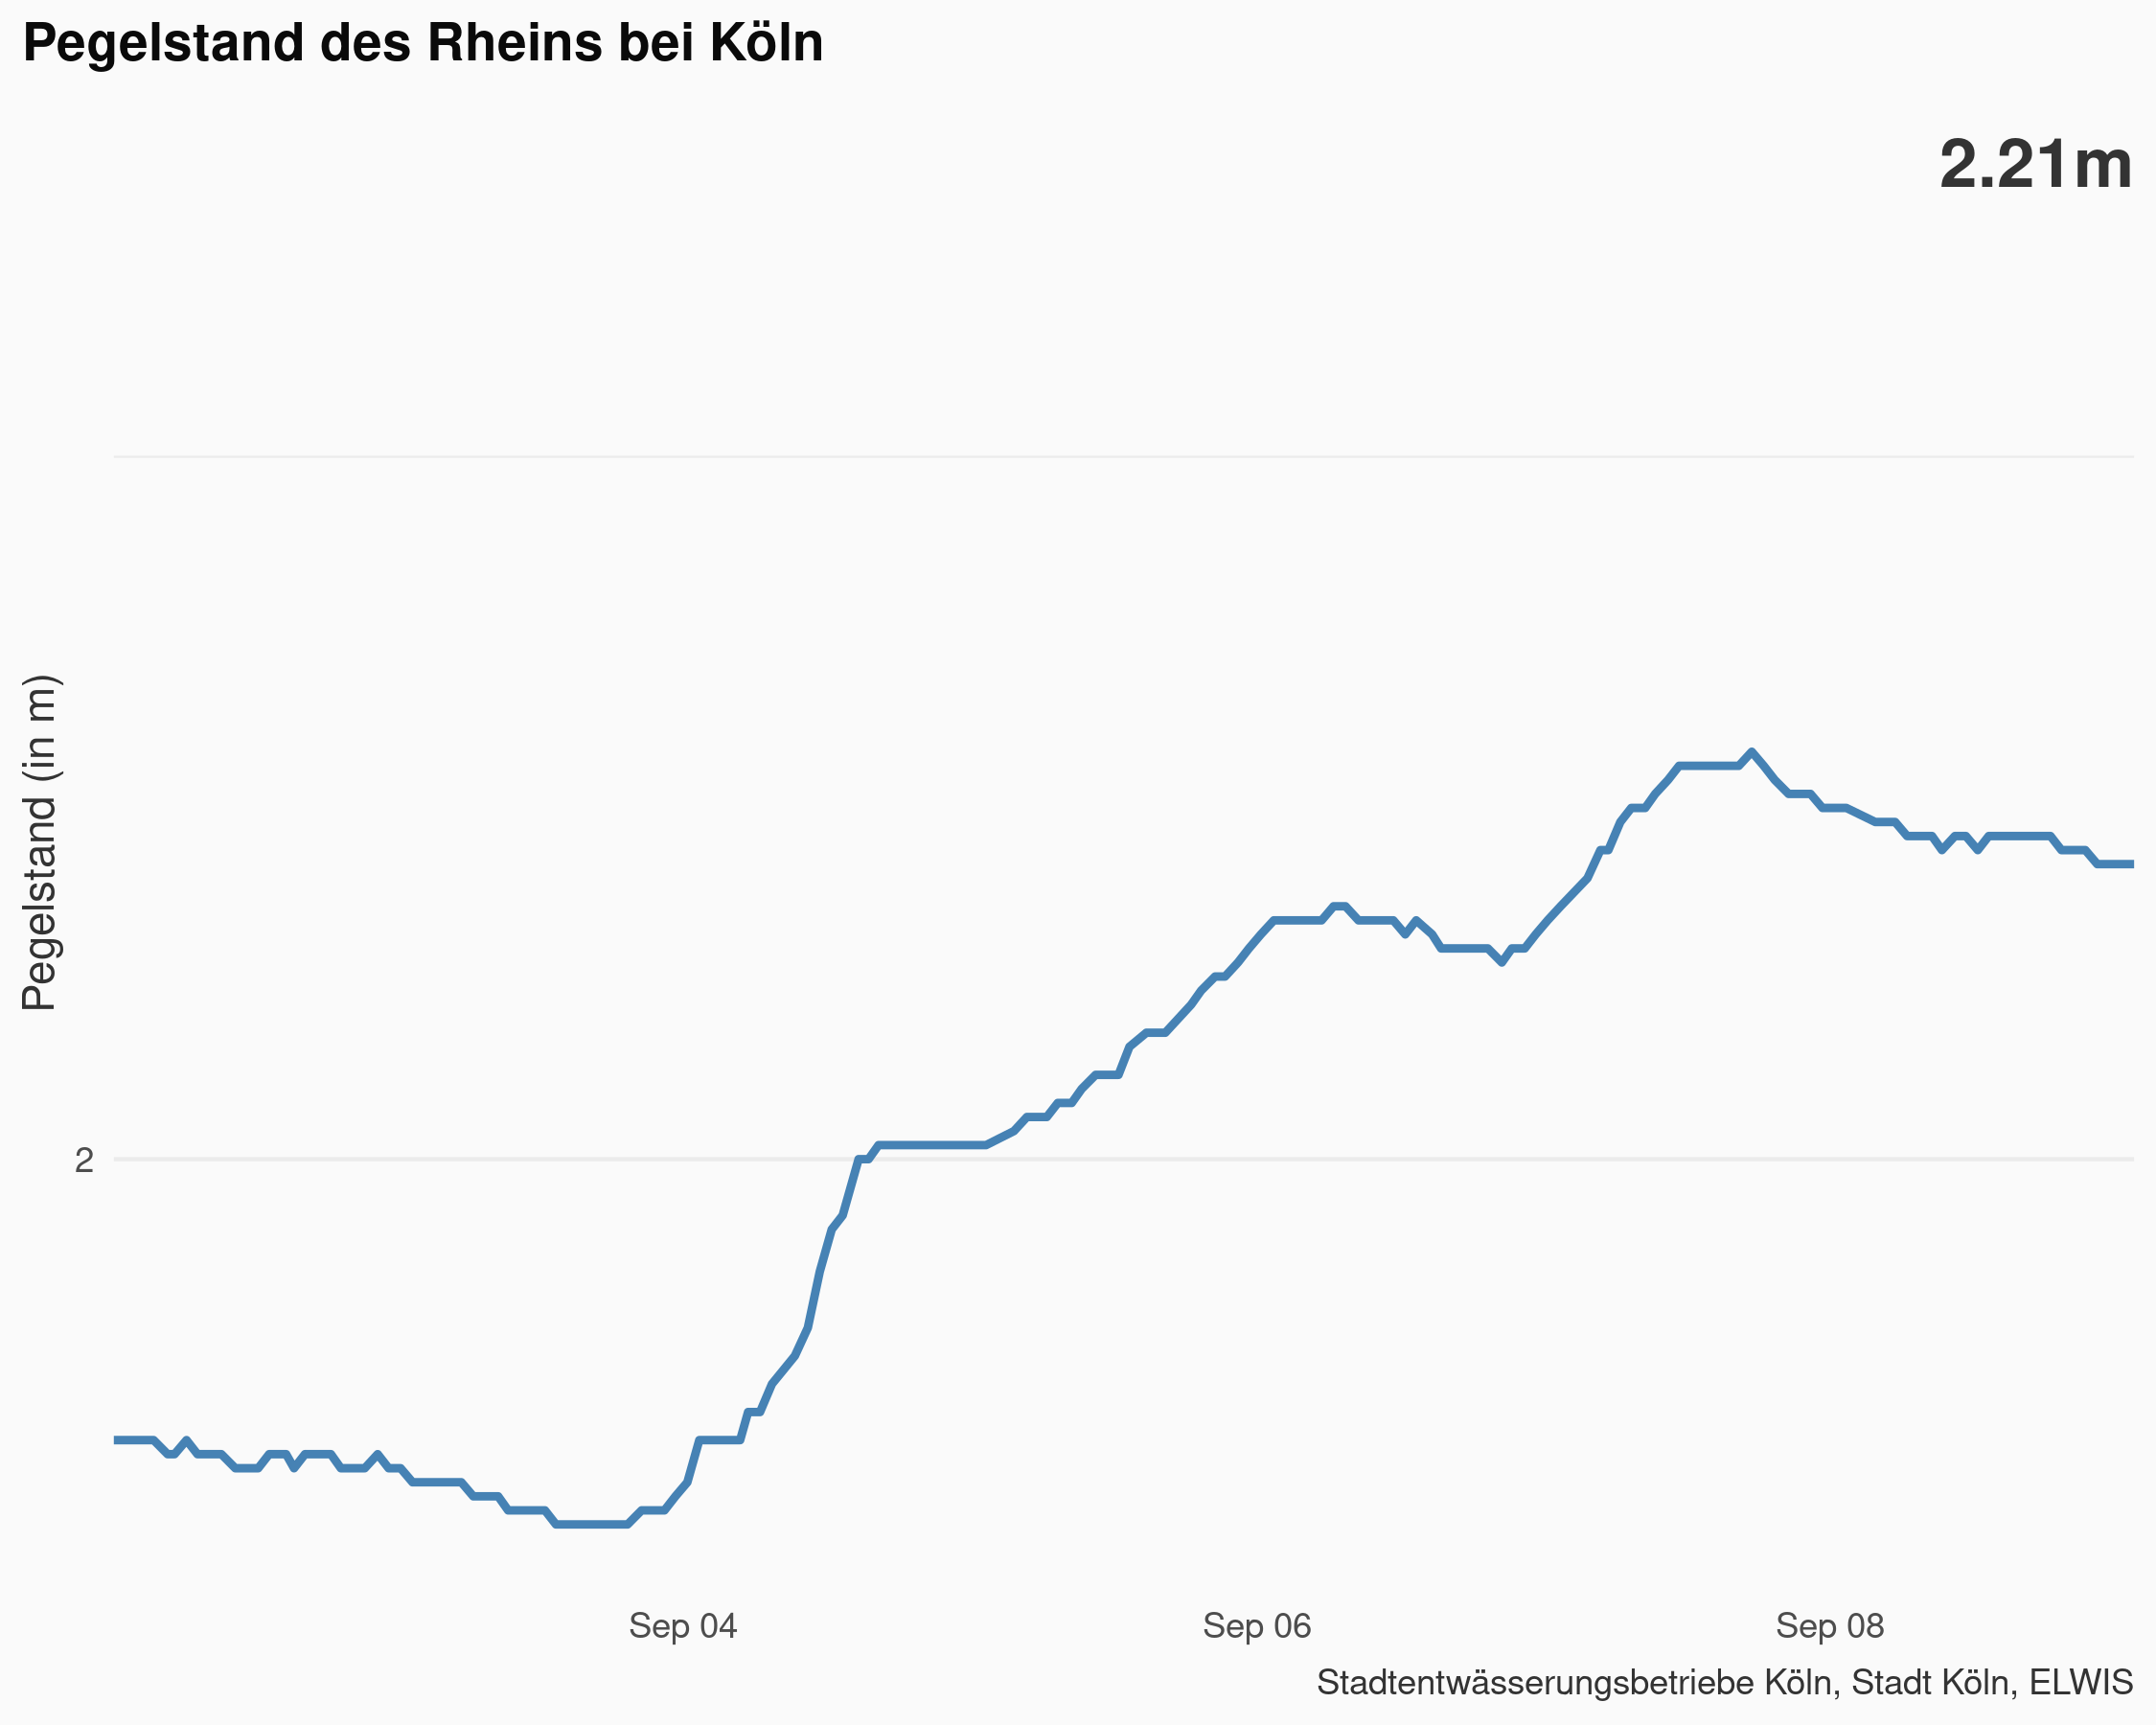 Pegelstand des Rheins bei Köln
2.21m
Pegelstand (in m)
2
Sep 04
Sep 06
Sep 08
Stadtentwässerungsbetriebe Köln, Stadt Köln, ELWIS